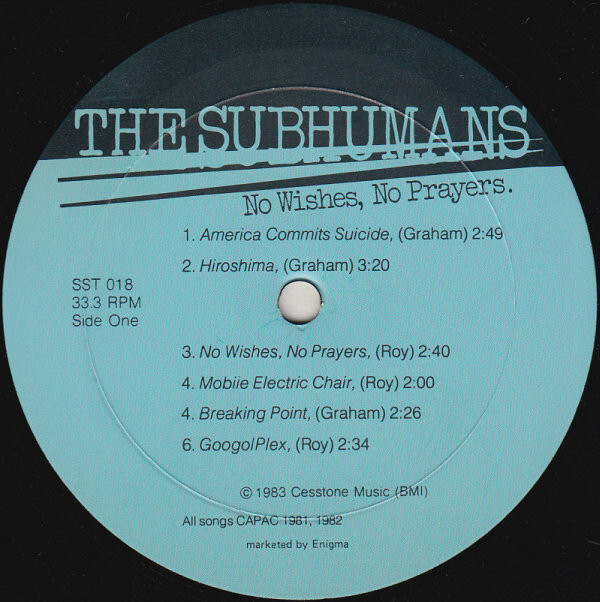 THE SUBHUMANS
No Wishes, No Prayers.
1. America Commits Suicide, (Graham) 2:49
2. Hiroshima, (Graham) 3:20
SST 018
33.3 RPM
Side One
3. No Wishes, No Prayers, (Roy) 2:40
4. Mobiie Electric Chair, (Roy) 2:00
4. Breaking Point, (Graham) 2:26
6. GoogolPlex, (Roy) 2:34
© 1983 Cesstone Music (BMI)
All songs CAPAC 1981, 1982
marketed by Enigma